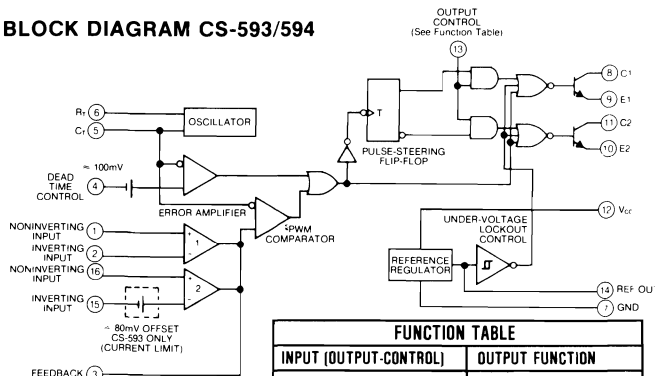 BLOCK DIAGRAM CS-593/594
OUTPUT
CONTROL
(See Function Table)
13
8 C1
9 E1
11 C2
10 E2
RT 6
CT 5
OSCILLATOR
T
PULSE-STEERING
FLIP-FLOP
≈ 100mV
DEAD
TIME
CONTROL
4
ERROR AMPLIFIER
PWM
COMPARATOR
NONINVERTING
INPUT
1
INVERTING
INPUT
2
NONINVERTING
INPUT
16
INVERTING
INPUT
15
+
-
1
+
-
2
≈ 80mV OFFSET
CS-593 ONLY
(CURRENT LIMIT)
FEEDBACK 3
12 Vcc
UNDER-VOLTAGE
LOCKOUT
CONTROL
REFERENCE
REGULATOR
14 REF OU
7 GND
FUNCTION TABLE
INPUT (OUTPUT-CONTROL) OUTPUT FUNCTION